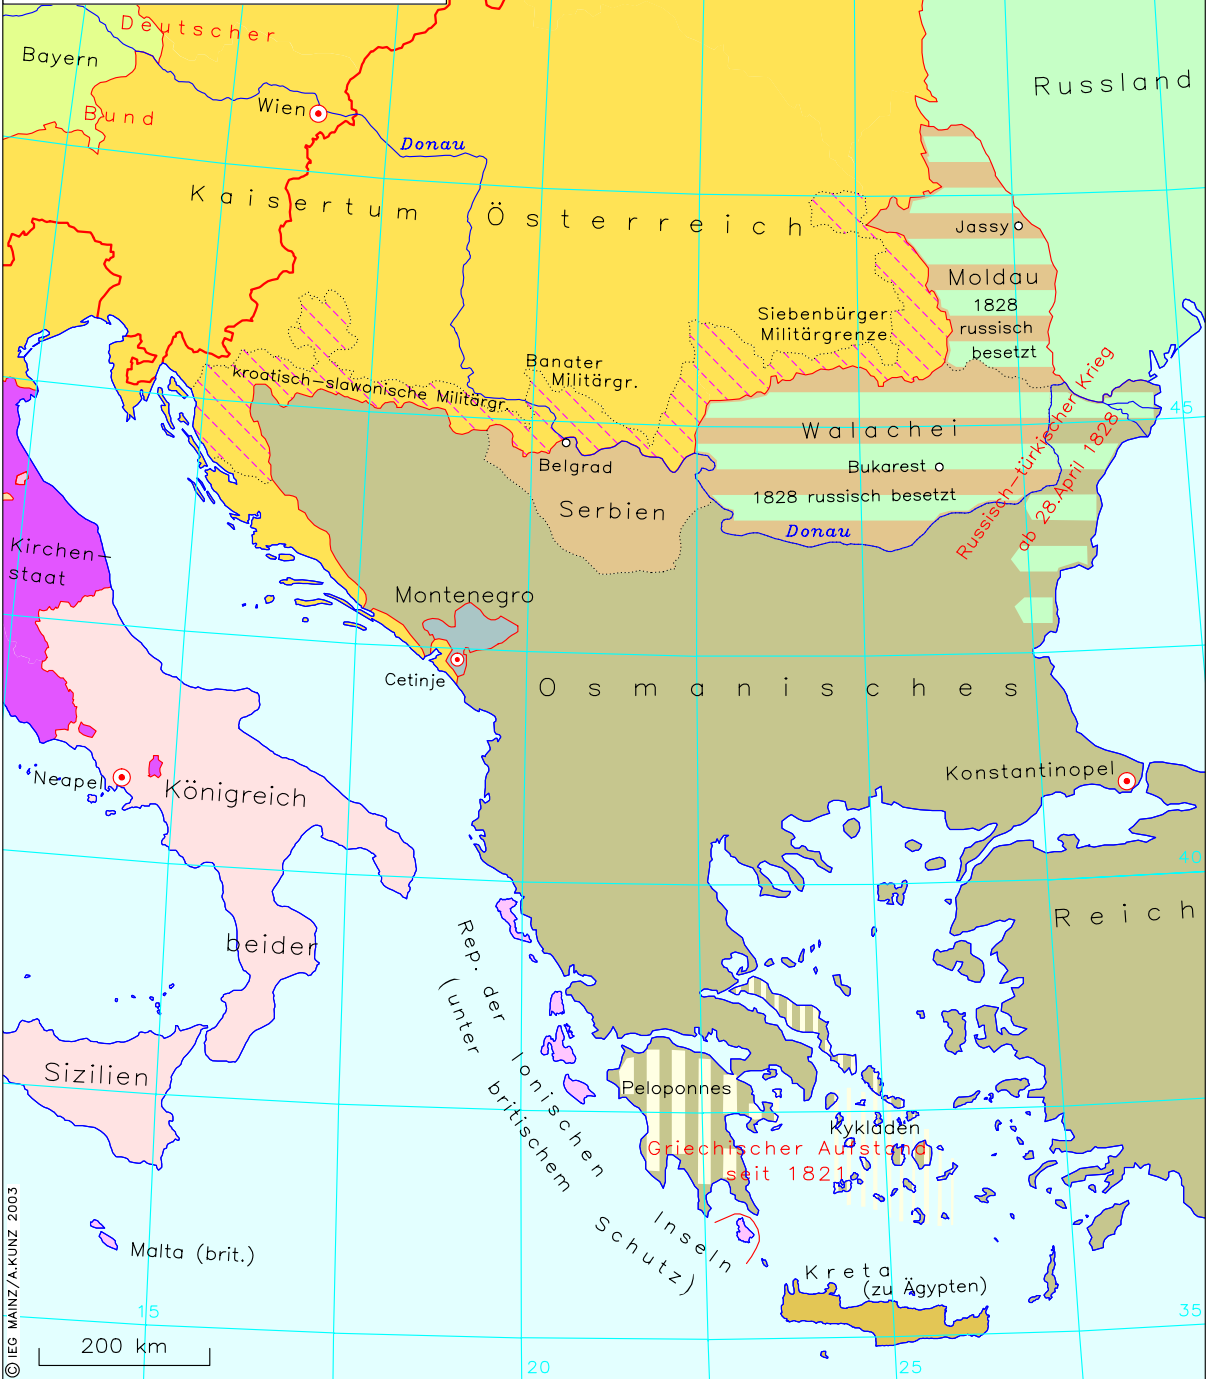 Deutscher
Bayern
Bund
Wien
Donau
Russland
Kaisertum Österreich
Jassy
Moldau
1828
russisch
besetzt
Siebenbürger
Militärgrenze
Banater
Militärgr.
kroatisch-slawonische Militärgr.
Walachei
45
Belgrad
Bukarest
1828 russisch besetzt
Serbien
Donau
Russisch-türkischer Krieg
ab 28.April 1828
Kirchen-
staat
Montenegro
Cetinje
Osmanisches
Reich
Konstantinopel
Neapel
Königreich
beider
Sizilien
40
Rep. der Ionischen Inseln
(unter britischem Schutz)
Peloponnes
Kykladen
Griechischer Aufstand
seit 1821
Malta (brit.)
Kreta
(zu Ägypten)
15
35
200 km
20
25
© IEG MAINZ/A.KUNZ 2003